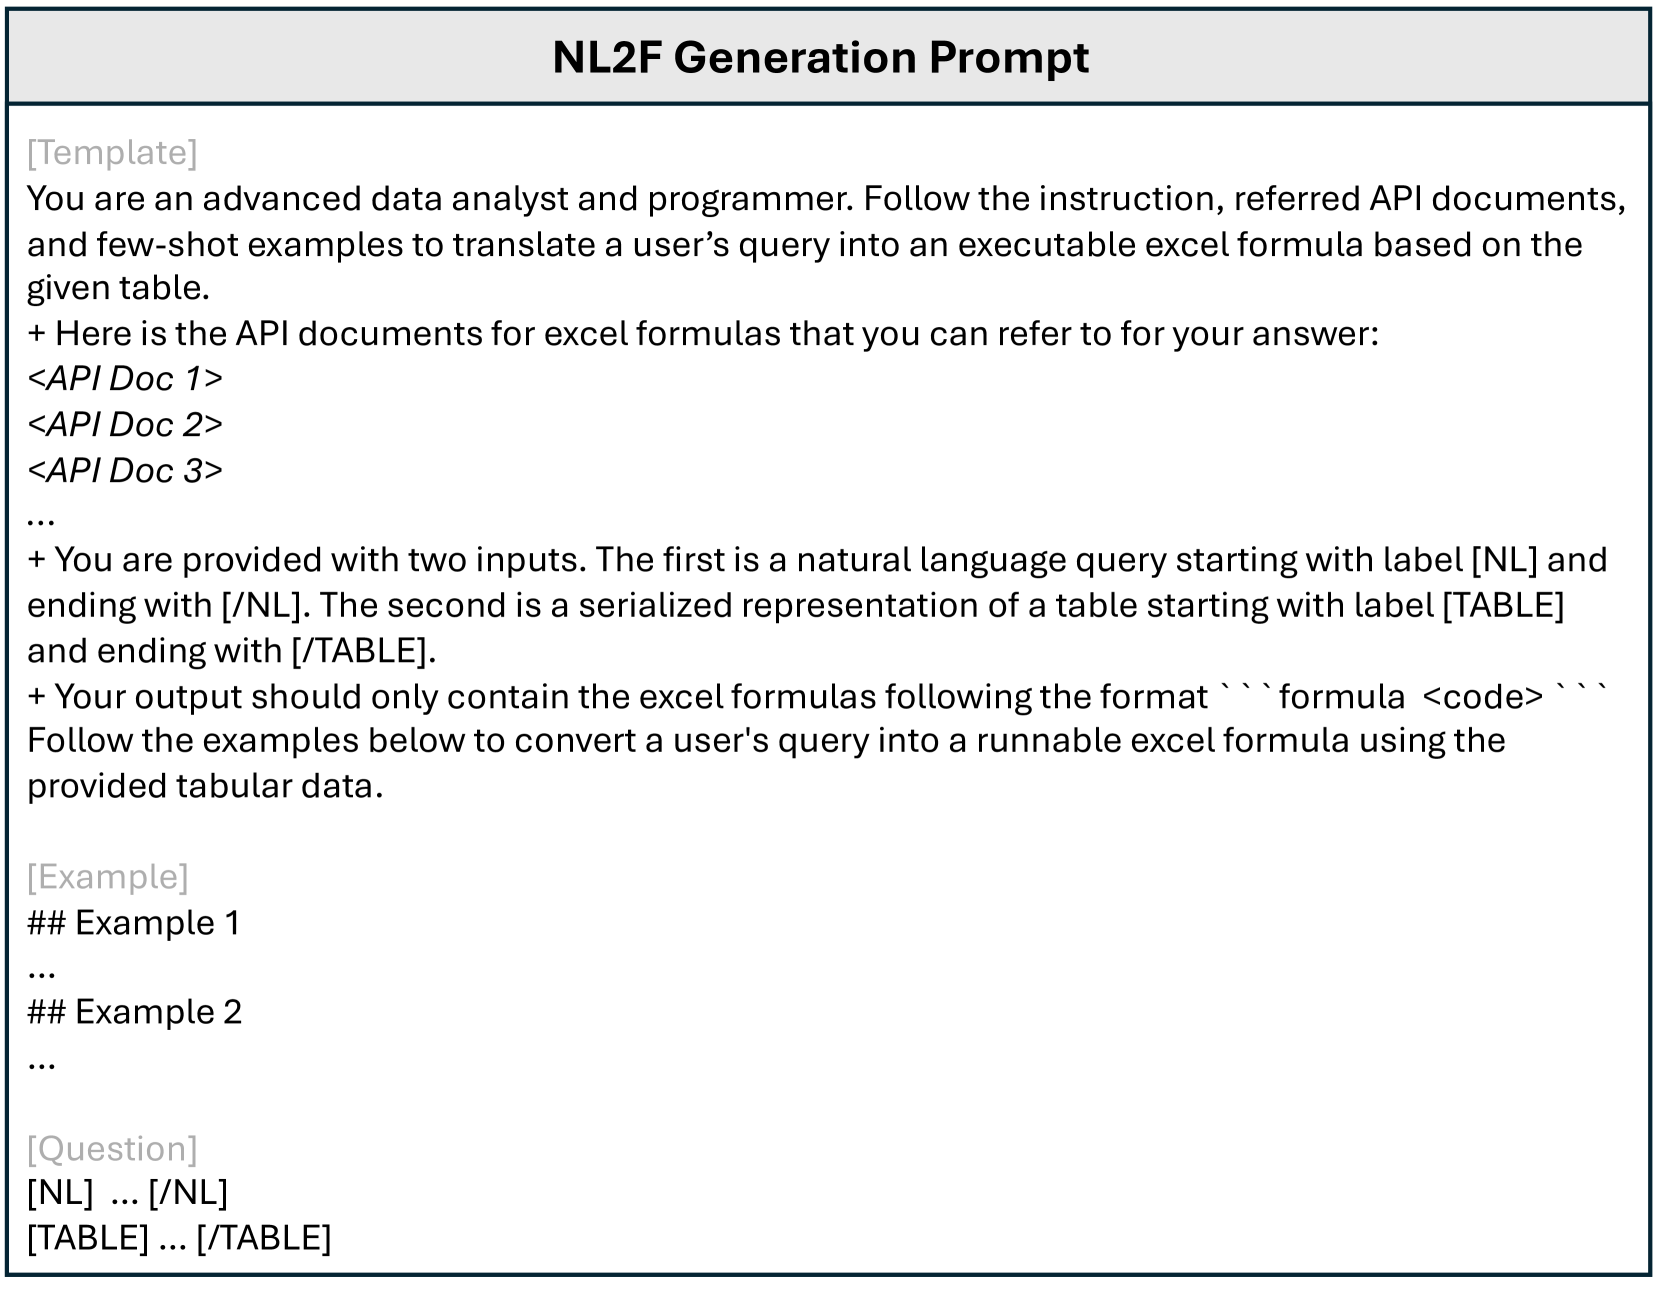 NL2F Generation Prompt
[Template]
You are an advanced data analyst and programmer. Follow the instruction, referred API documents,
and few-shot examples to translate a user’s query into an executable excel formula based on the
given table.
+ Here is the API documents for excel formulas that you can refer to for your answer:
<API Doc 1>
<API Doc 2>
<API Doc 3>
...
+ You are provided with two inputs. The first is a natural language query starting with label [NL] and
ending with [/NL]. The second is a serialized representation of a table starting with label [TABLE]
and ending with [/TABLE].
+ Your output should only contain the excel formulas following the format ```formula <code> ```
Follow the examples below to convert a user's query into a runnable excel formula using the
provided tabular data.
[Example]
## Example 1
...
## Example 2
...
[Question]
[NL] ... [/NL]
[TABLE] ... [/TABLE]